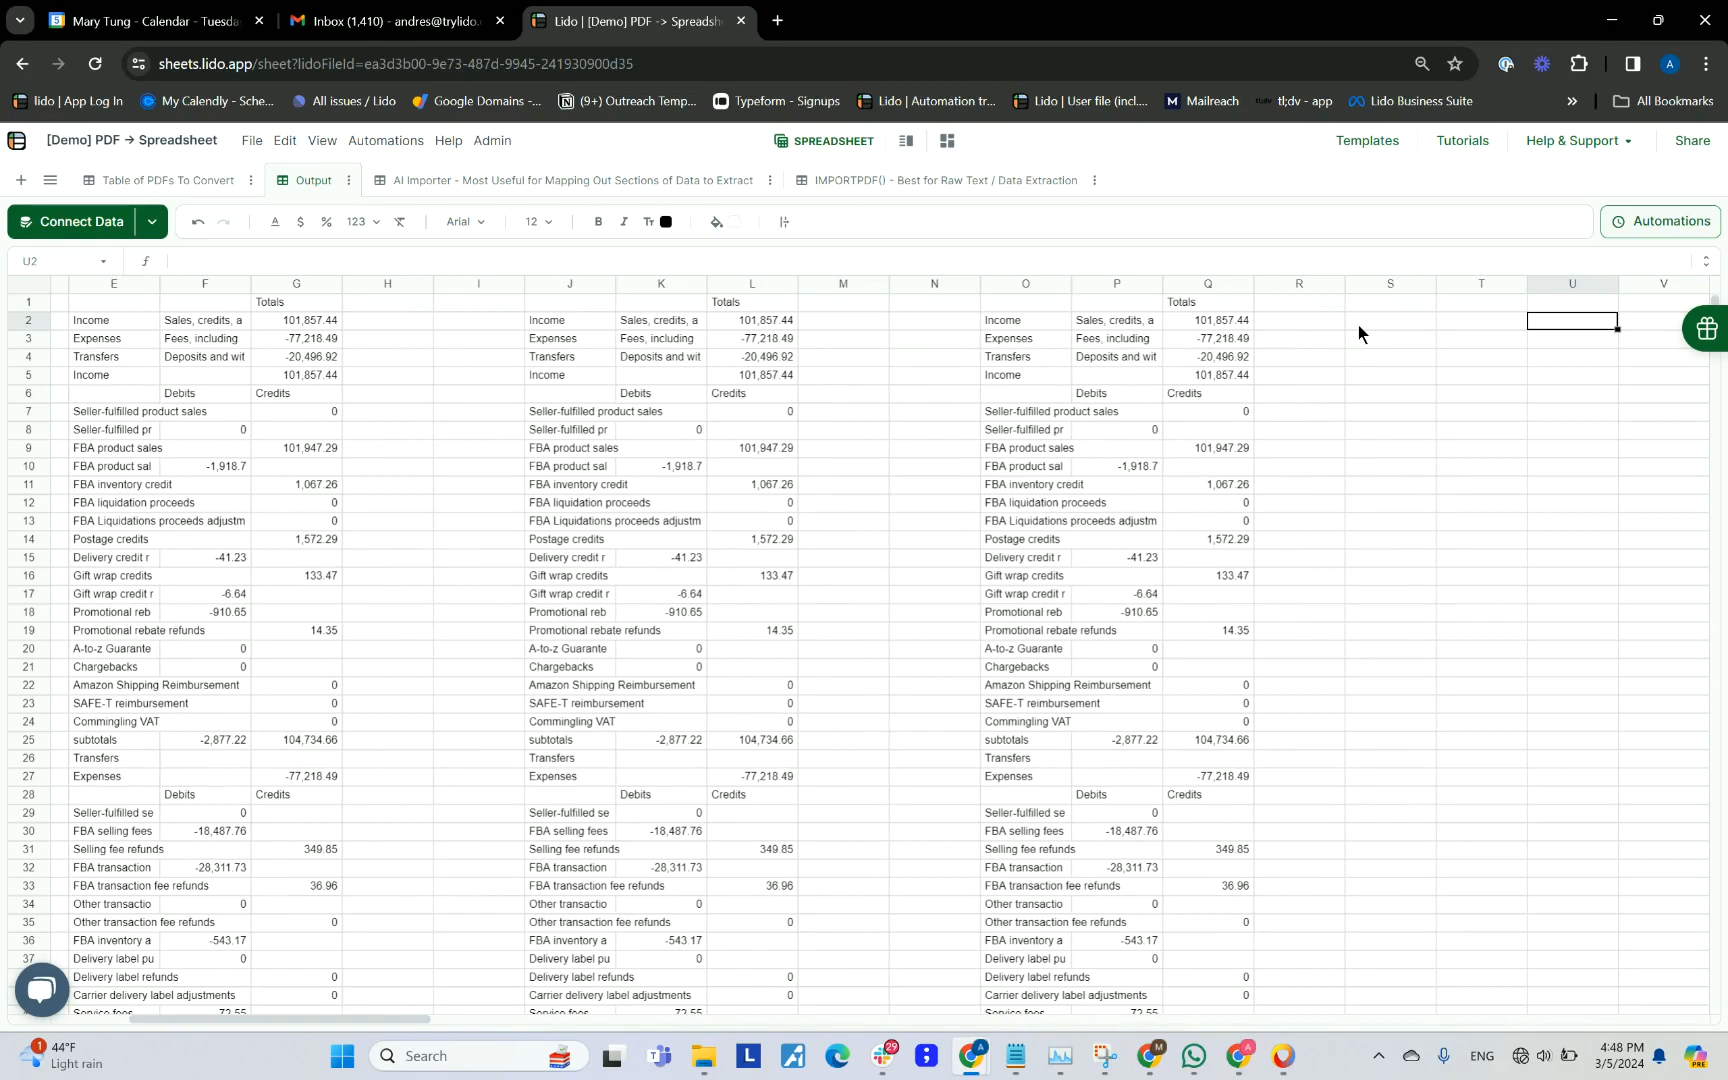 Mary Tung - Calendar - Tuesda
Inbox (1,410) - andres@trylido.
Lido | [Demo] PDF -> Spreadsh
sheets.lido.app/sheet?lidoFileId=ea3d3b00-9e73-487d-9945-241930900d35
A
lido | App Log In
My Calendly - Sche...
All issues / Lido
Google Domains -...
(9+) Outreach Temp...
Typeform - Signups
Lido | Automation tr...
Lido | User file (incl....
Mailreach
tl;dv - app
Lido Business Suite
»
All Bookmarks
[Demo] PDF → Spreadsheet
File Edit View Automations Help Admin
SPREADSHEET
Templates
Tutorials
Help & Support
Share
Table of PDFs To Convert
Output
AI Importer - Most Useful for Mapping Out Sections of Data to Extract
IMPORTPDF() - Best for Raw Text / Data Extraction
Connect Data
A $ % 123 Arial 12 B I Tт
Automations
U2 f
E F G H I J K L M N O P Q R S T U V
1 Totals Totals Totals
2 Income Sales, credits, a 101,857.44 Income Sales, credits, a 101,857.44 Income Sales, credits, a 101,857.44
3 Expenses Fees, including -77,218.49 Expenses Fees, including -77,218.49 Expenses Fees, including -77,218.49
4 Transfers Deposits and wit -20,496.92 Transfers Deposits and wit -20,496.92 Transfers Deposits and wit -20,496.92
5 Income 101,857.44 Income 101,857.44 Income 101,857.44
6 Debits Credits Debits Credits Debits Credits
7 Seller-fulfilled product sales 0 Seller-fulfilled product sales 0 Seller-fulfilled product sales 0
8 Seller-fulfilled pr 0 Seller-fulfilled pr 0 Seller-fulfilled pr 0
9 FBA product sales 101,947.29 FBA product sales 101,947.29 FBA product sales 101,947.29
10 FBA product sal -1,918.7 FBA product sal -1,918.7 FBA product sal -1,918.7
11 FBA inventory credit 1,067.26 FBA inventory credit 1,067.26 FBA inventory credit 1,067.26
12 FBA liquidation proceeds 0 FBA liquidation proceeds 0 FBA liquidation proceeds 0
13 FBA Liquidations proceeds adjustm 0 FBA Liquidations proceeds adjustm 0 FBA Liquidations proceeds adjustm 0
14 Postage credits 1,572.29 Postage credits 1,572.29 Postage credits 1,572.29
15 Delivery credit r -41.23 Delivery credit r -41.23 Delivery credit r -41.23
16 Gift wrap credits 133.47 Gift wrap credits 133.47 Gift wrap credits 133.47
17 Gift wrap credit r -6.64 Gift wrap credit r -6.64 Gift wrap credit r -6.64
18 Promotional reb -910.65 Promotional reb -910.65 Promotional reb -910.65
19 Promotional rebate refunds 14.35 Promotional rebate refunds 14.35 Promotional rebate refunds 14.35
20 A-to-z Guarante 0 A-to-z Guarante 0 A-to-z Guarante 0
21 Chargebacks 0 Chargebacks 0 Chargebacks 0
22 Amazon Shipping Reimbursement 0 Amazon Shipping Reimbursement 0 Amazon Shipping Reimbursement 0
23 SAFE-T reimbursement 0 SAFE-T reimbursement 0 SAFE-T reimbursement 0
24 Commingling VAT 0 Commingling VAT 0 Commingling VAT 0
25 subtotals -2,877.22 104,734.66 subtotals -2,877.22 104,734.66 subtotals -2,877.22 104,734.66
26 Transfers Transfers Transfers
27 Expenses -77,218.49 Expenses -77,218.49 Expenses -77,218.49
28 Debits Credits Debits Credits Debits Credits
29 Seller-fulfilled se 0 Seller-fulfilled se 0 Seller-fulfilled se 0
30 FBA selling fees -18,487.76 FBA selling fees -18,487.76 FBA selling fees -18,487.76
31 Selling fee refunds 349.85 Selling fee refunds 349.85 Selling fee refunds 349.85
32 FBA transaction -28,311.73 FBA transaction -28,311.73 FBA transaction -28,311.73
33 FBA transaction fee refunds 36.96 FBA transaction fee refunds 36.96 FBA transaction fee refunds 36.96
34 Other transactio 0 Other transactio 0 Other transactio 0
35 Other transaction fee refunds 0 Other transaction fee refunds 0 Other transaction fee refunds 0
36 FBA inventory a -543.17 FBA inventory a -543.17 FBA inventory a -543.17
37 Delivery label pu 0 Delivery label pu 0 Delivery label pu 0
Delivery label refunds 0 Delivery label refunds 0 Delivery label refunds 0
Carrier delivery label adjustments 0 Carrier delivery label adjustments 0 Carrier delivery label adjustments 0
Service fees 72.55 Service fees 72.55 Service fees 72.55
1
44°F
Light rain
Search
29
L
A
M
A
ENG
4:48 PM
3/5/2024
PRE